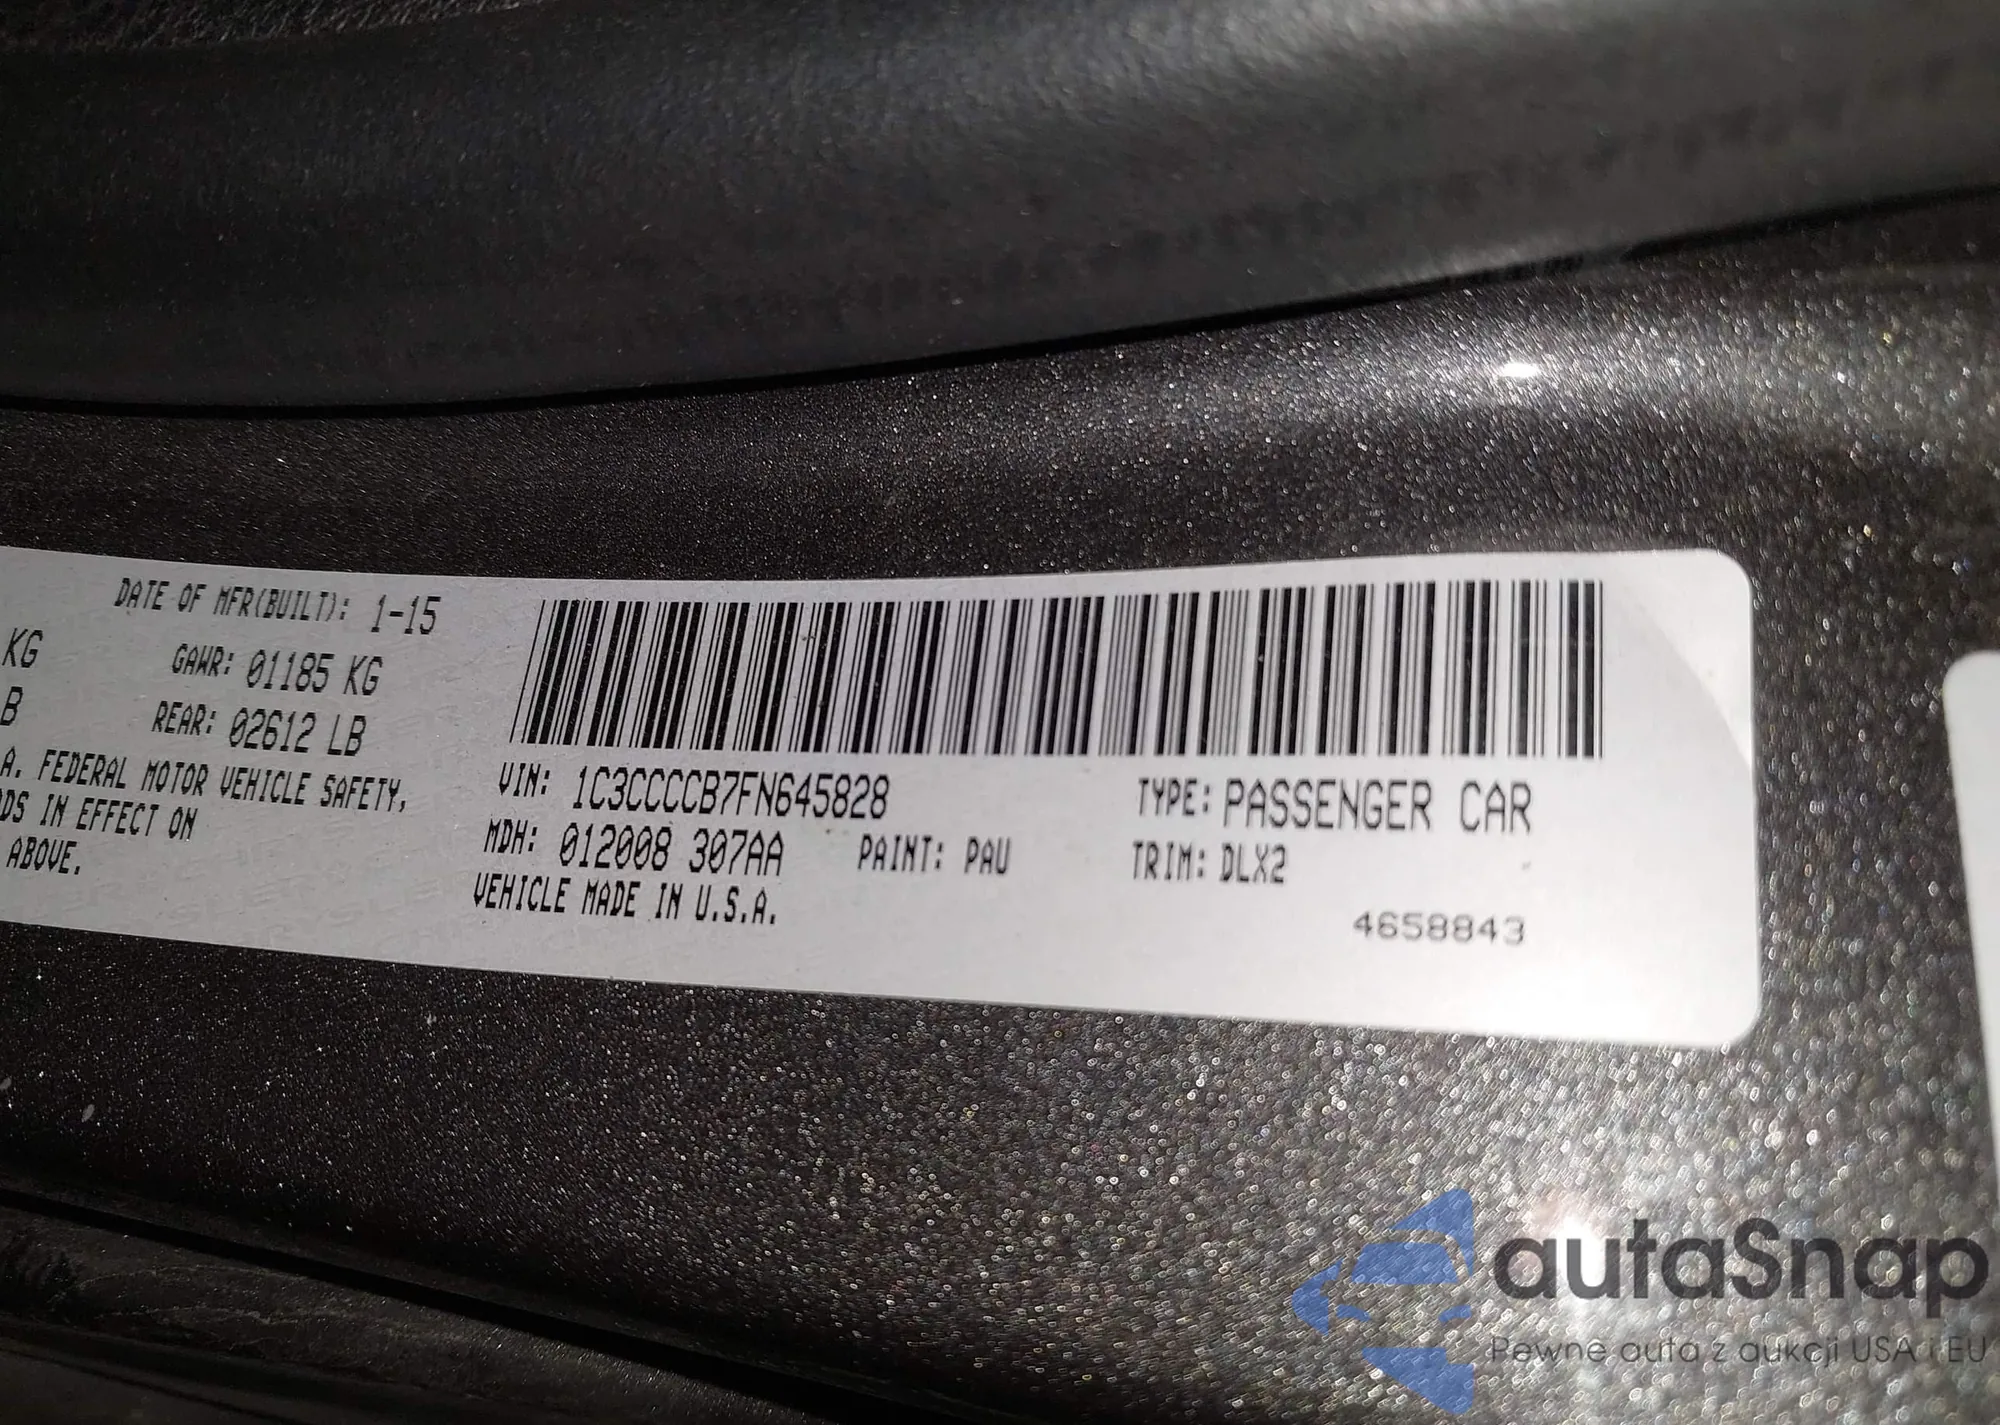 DATE OF MFR(BUILT): 1-15
KG GAWR: 01185 KG
B REAR: 02612 LB
A. FEDERAL MOTOR VEHICLE SAFETY,
DS IN EFFECT ON
ABOVE.
VIN: 1C3CCCCB7FN645828 TYPE: PASSENGER CAR
MDH: 012008 307AA PAINT: PAU TRIM: DLX2
VEHICLE MADE IN U.S.A.
4658843
autaSnap
Pewne auta z aukcji USA i EU